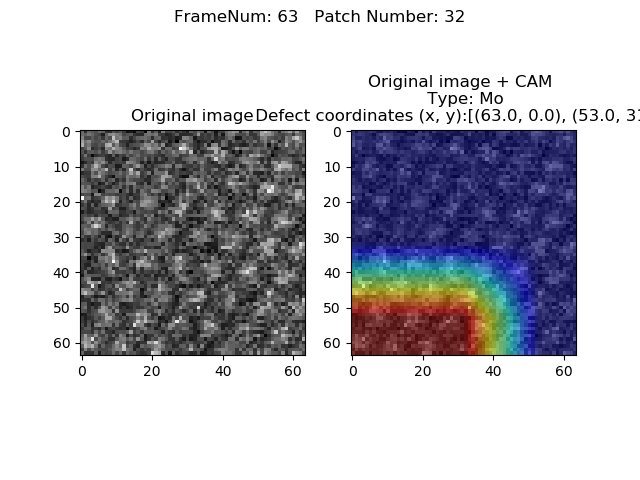 FrameNum: 63   Patch Number: 32
Original image
Original image + CAM
Type: Mo
Defect coordinates (x, y):[(63.0, 0.0), (53.0, 31
0
10
20
30
40
50
60
0 20 40 60
0
10
20
30
40
50
60
0 20 40 60